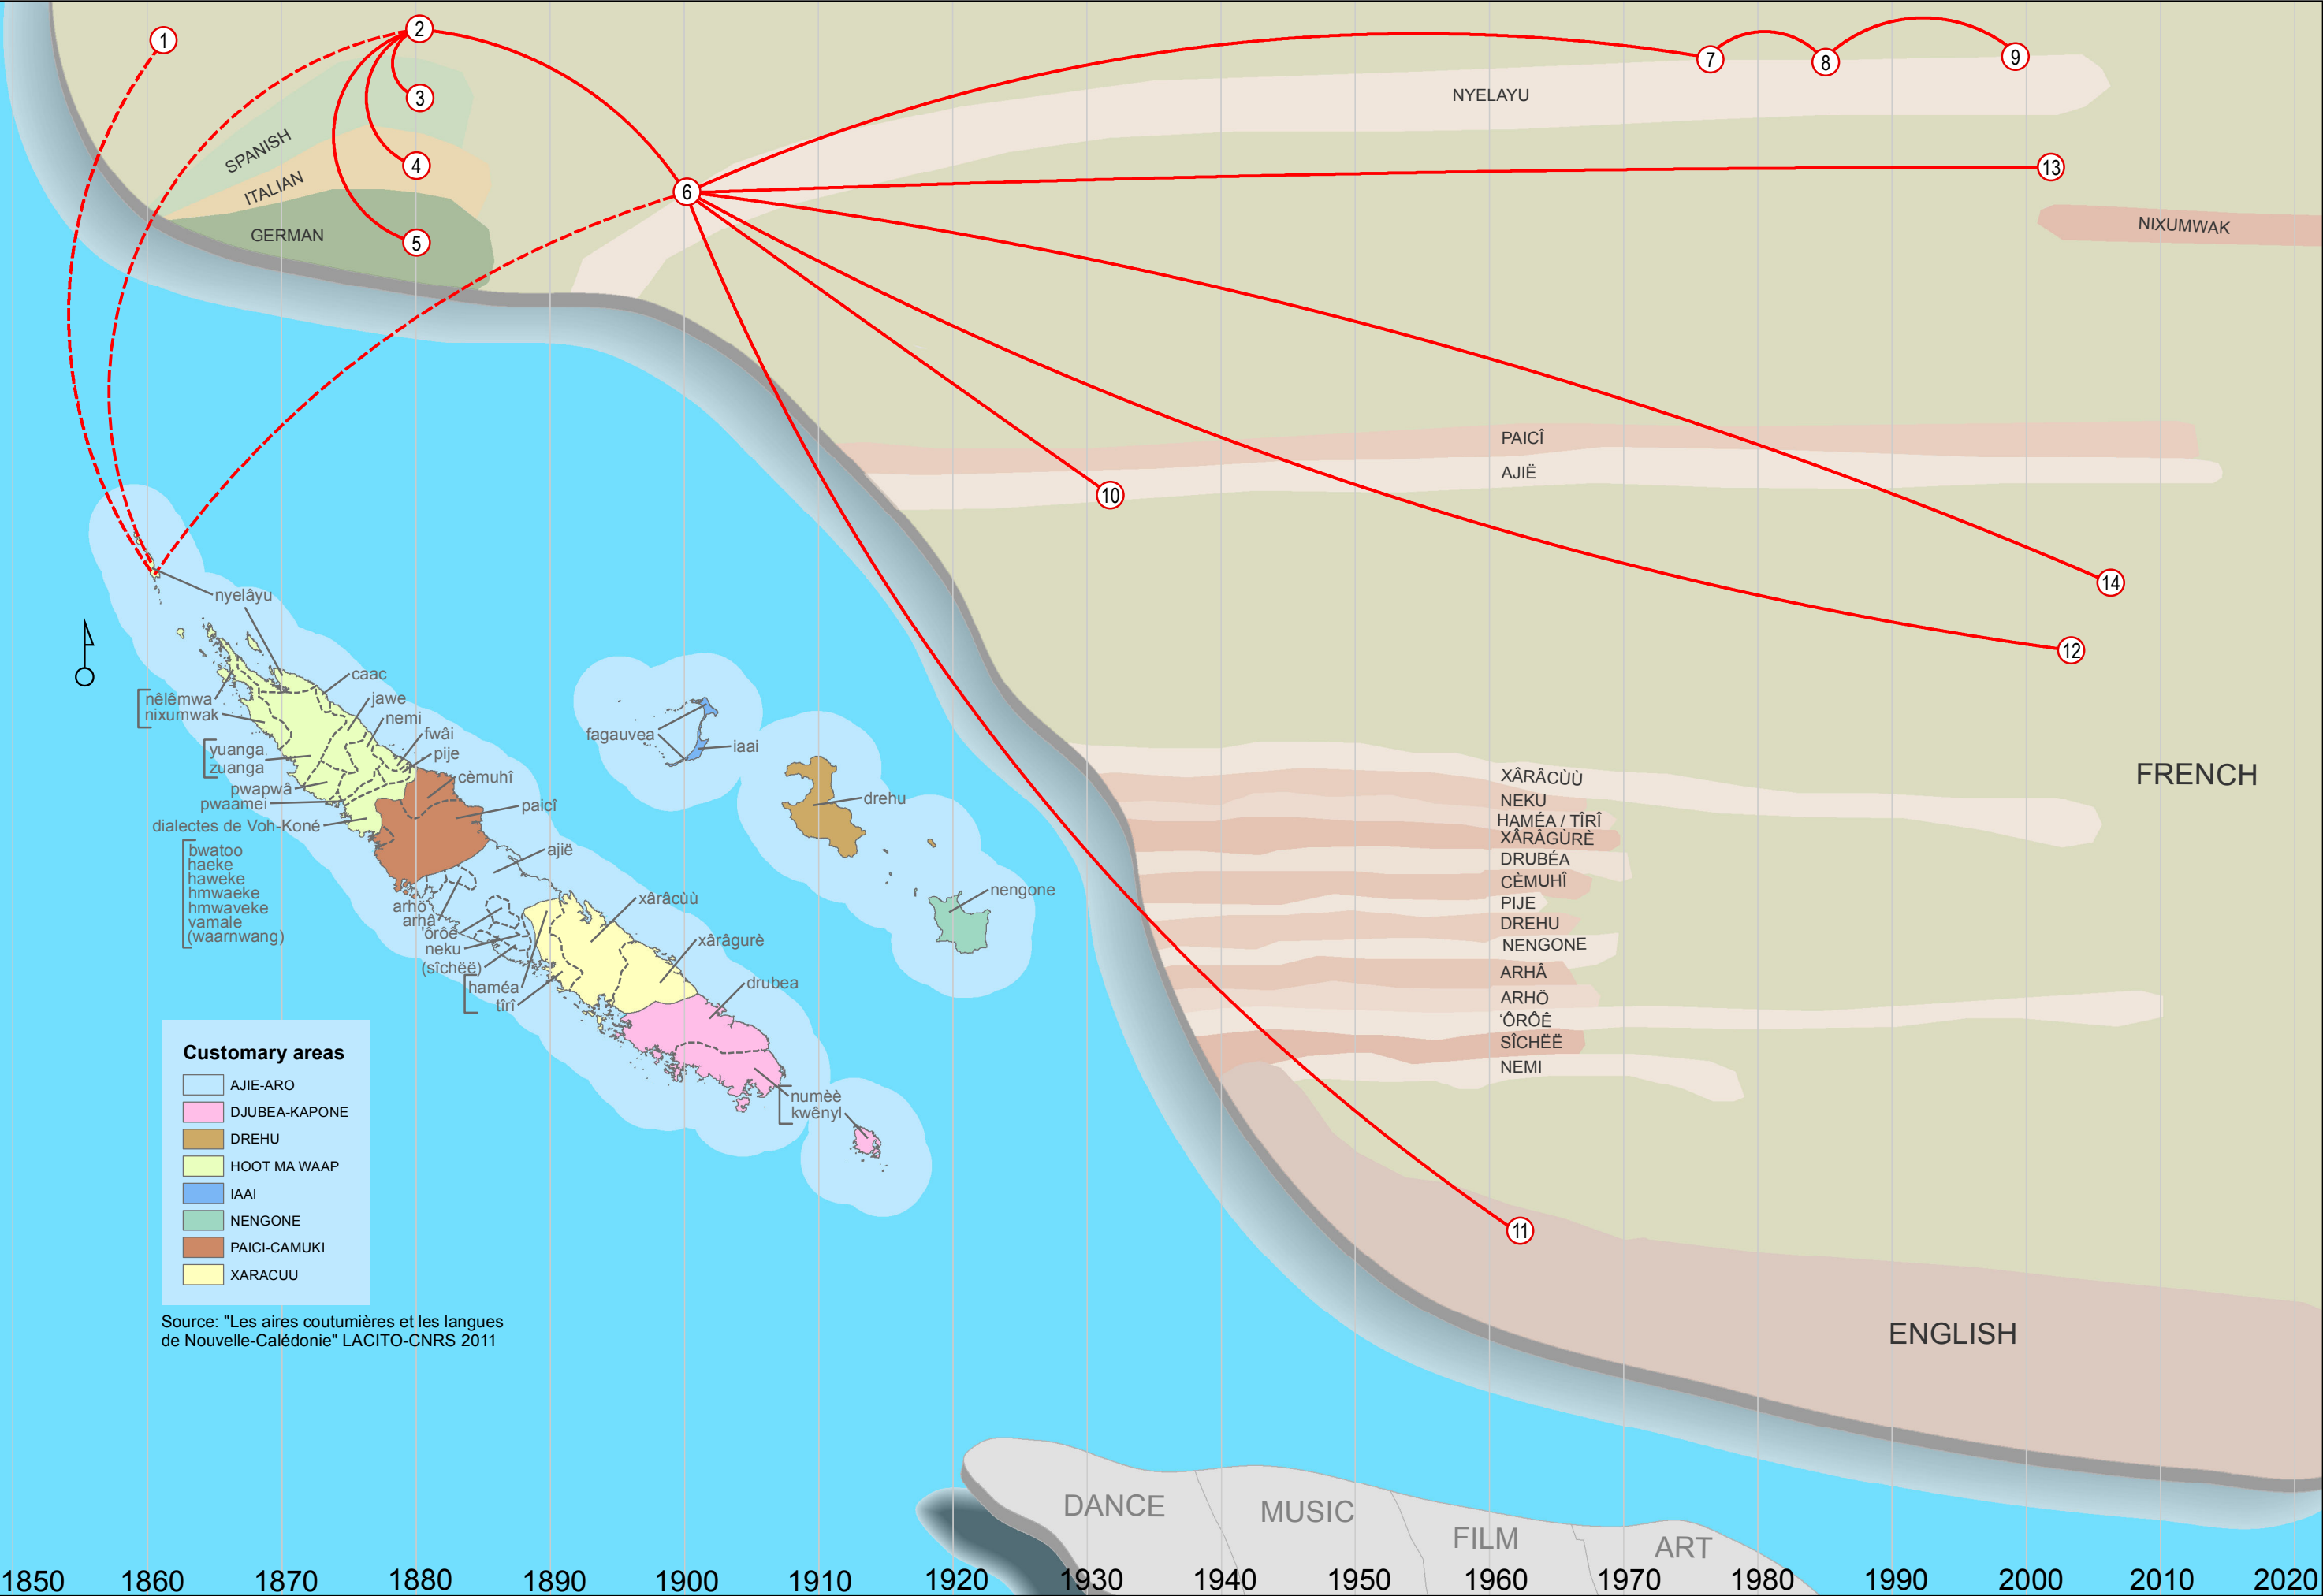 1
2
7
8
9
3
NYELAYU
SPANISH
4
13
ITALIAN
6
NIXUMWAK
GERMAN
5
PAICÎ
AJIË
10
14
12
nyelâyu
caac
nêlêmwa
nixumwak
jawe
nemi
fwâi
pije
yuanga
zuanga
cèmuhî
pwapwâ
pwaamei
paicî
dialectes de Voh-Koné
bwatoo
haeke
haweke
hmwaeke
hmwaveke
vamale
(waarnwang)
ajië
arhö
arhâ
'ôrôê
neku
(sîchëë)
haméa
tîrî
xârâcùù
xârâgurè
drubea
numèè
kwênyl
fagauvea
iaai
drehu
nengone
XÂRÂCÙÙ
NEKU
HAMÉA / TÎRÎ
XÂRÂGÙRÈ
DRUBÉA
CÈMUHÎ
PIJE
DREHU
NENGONE
ARHÂ
ARHÖ
'ÔRÔÊ
SÎCHËË
NEMI
FRENCH
11
ENGLISH
Customary areas
AJIE-ARO
DJUBEA-KAPONE
DREHU
HOOT MA WAAP
IAAI
NENGONE
PAICI-CAMUKI
XARACUU
Source: "Les aires coutumières et les langues
de Nouvelle-Calédonie" LACITO-CNRS 2011
DANCE
MUSIC
FILM
ART
1850 1860 1870 1880 1890 1900 1910 1920 1930 1940 1950 1960 1970 1980 1990 2000 2010 2020